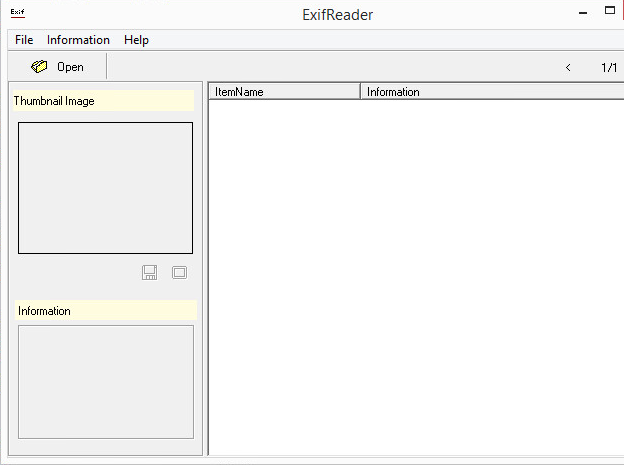 Exif
ExifReader
File Information Help
Open < 1/1
Thumbnail Image
ItemName Information
Information